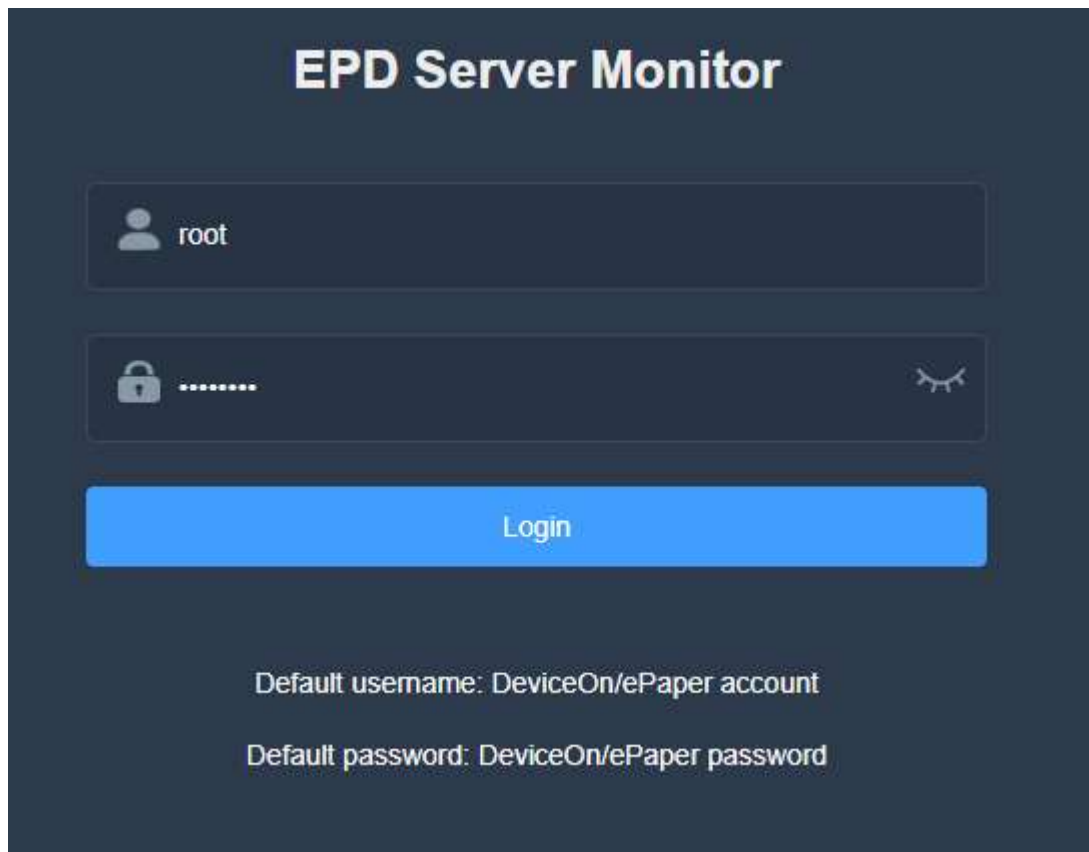 EPD Server Monitor
root
••••••••
Login
Default username: DeviceOn/ePaper account
Default password: DeviceOn/ePaper password